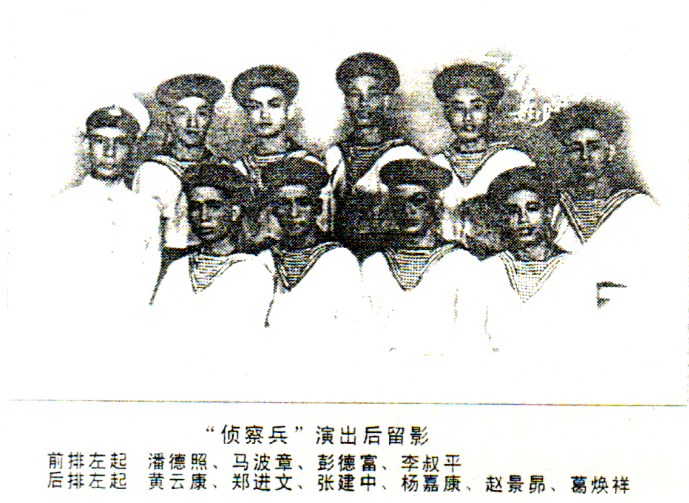 “侦察兵”演出后留影
前排左起 潘德照、马波章、彭德富、李叔平
后排左起 黄云康、郑进文、张建中、杨嘉康、赵景昴、葛焕祥